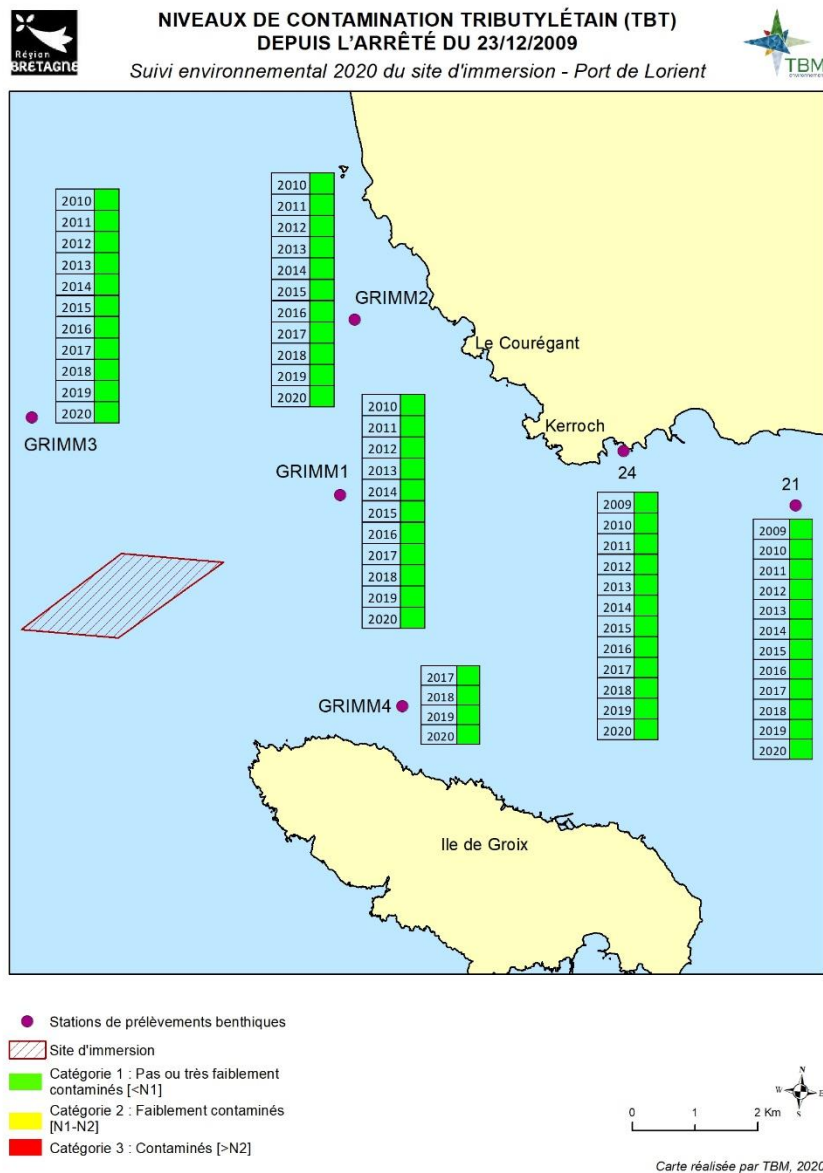 NIVEAUX DE CONTAMINATION TRIBUTYLÉTAIN (TBT)
DEPUIS L'ARRÊTÉ DU 23/12/2009
Suivi environnemental 2020 du site d'immersion - Port de Lorient
Région
BRETAGNE
TBM
environnement
2010
2011
2012
2013
2014
2015
2016
2017
2018
2019
2020
GRIMM3
2010
2011
2012
2013
2014
2015
2016
2017
2018
2019
2020
GRIMM2
Le Courégant
Kerroch
2010
2011
2012
2013
2014
2015
2016
2017
2018
2019
2020
GRIMM1
24
2009
2010
2011
2012
2013
2014
2015
2016
2017
2018
2019
2020
21
2009
2010
2011
2012
2013
2014
2015
2016
2017
2018
2019
2020
GRIMM4
2017
2018
2019
2020
Ile de Groix
Stations de prélèvements benthiques
Site d'immersion
Catégorie 1 : Pas ou très faiblement
contaminés [<N1]
Catégorie 2 : Faiblement contaminés
[N1-N2]
Catégorie 3 : Contaminés [>N2]
N
W
E
S
0 1 2 Km
Carte réalisée par TBM, 2020